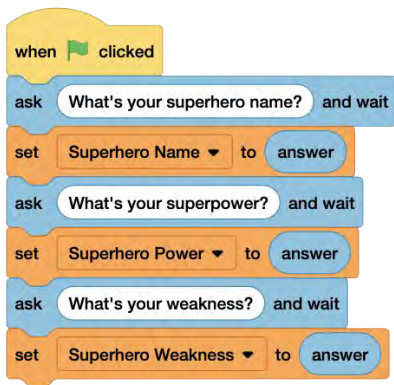 when clicked
ask What's your superhero name? and wait
set Superhero Name to answer
ask What's your superpower? and wait
set Superhero Power to answer
ask What's your weakness? and wait
set Superhero Weakness to answer